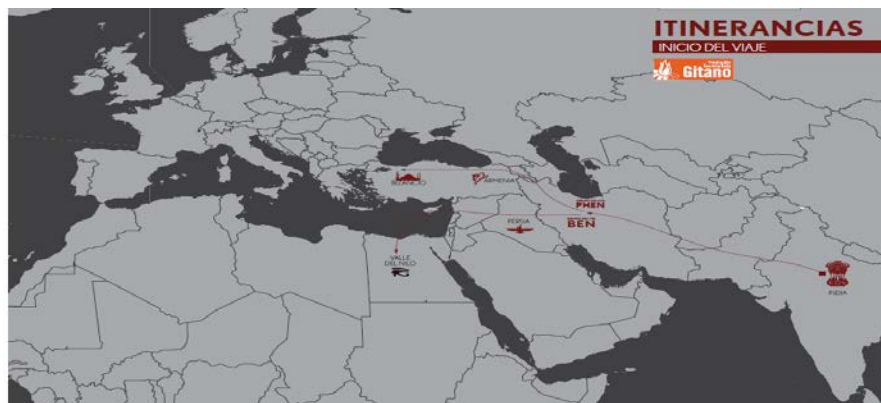 ITINERANCIAS
INICIO DEL VIAJE
Gitano
BIZANCIO
ARMENIA
PHEN
BEN
PERSIA
VALLE
DEL NILO
INDIA